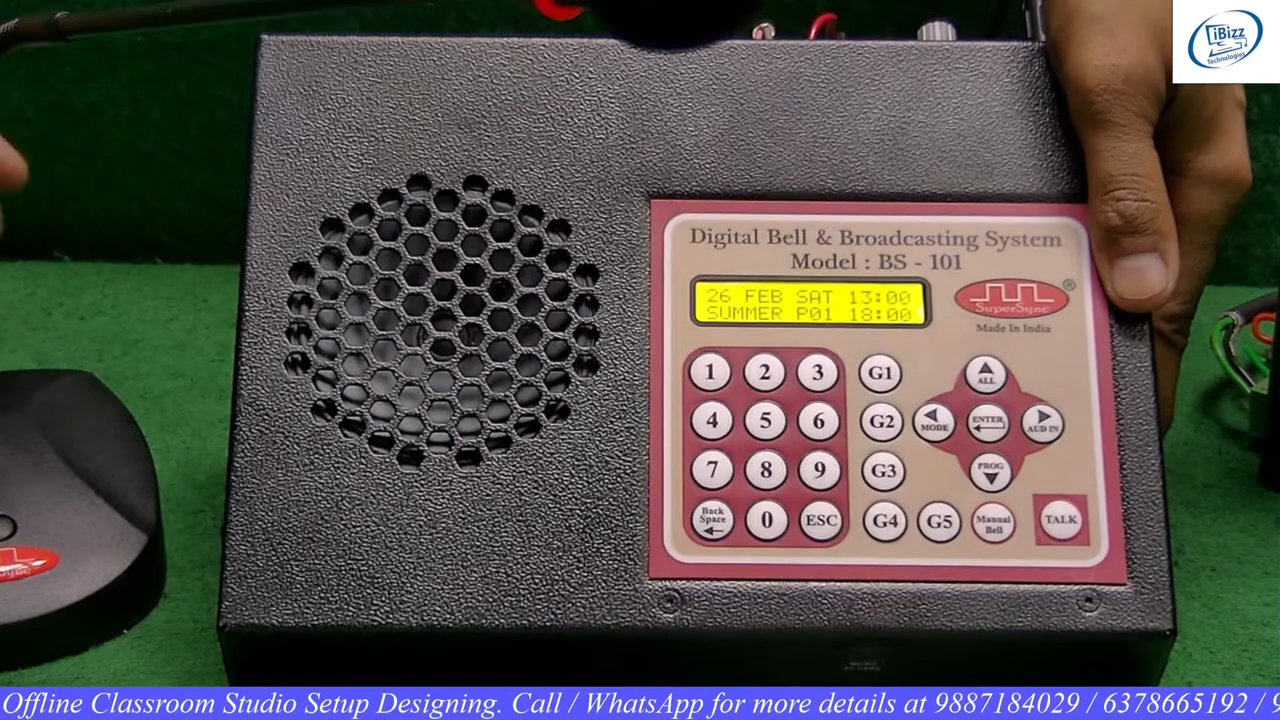 iBizz
Technologies
Digital Bell & Broadcasting System
Model : BS - 101
26 FEB SAT 13:00
SUMMER P01 18:00
SuperSync ®
Made In India
1 2 3 G1 ALL
4 5 6 G2 MODE ENTER AUD IN
7 8 9 G3 PROG
Back Space 0 ESC G4 G5 Manual Bell TALK
Offline Classroom Studio Setup Designing. Call / WhatsApp for more details at 9887184029 / 6378665192 / 9